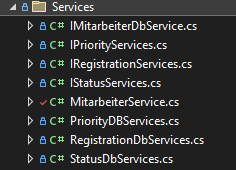 Services
C# IMitarbeiterDbService.cs
C# IPriorityServices.cs
C# IRegistrationServices.cs
C# IStatusServices.cs
C# MitarbeiterService.cs
C# PriorityDBServices.cs
C# RegistrationDbServices.cs
C# StatusDbServices.cs